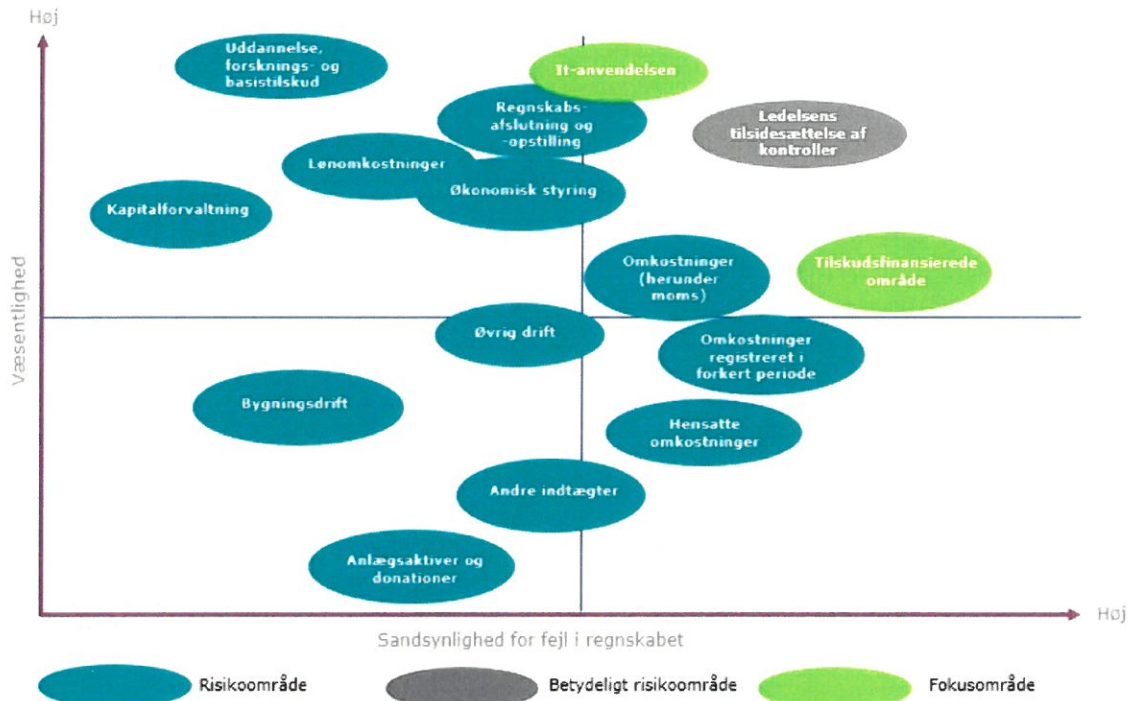 Høj
Uddannelse,
forsknings- og
basistilskud
It-anvendelsen
Regnskabs-
afslutning og
-opstilling
Ledelsens
tilsidesættelse af
kontroller
Lønomkostninger
Økonomisk styring
Kapitalforvaltning
Omkostninger
(herunder
moms)
Tilskudsfinansierede
område
Væsentlighed
Øvrig drift
Omkostninger
registreret i
forkert periode
Bygningsdrift
Hensatte
omkostninger
Andre indtægter
Anlægsaktiver og
donationer
Høj
Sandsynlighed for fejl i regnskabet
Risikoområde
Betydeligt risikoområde
Fokusområde